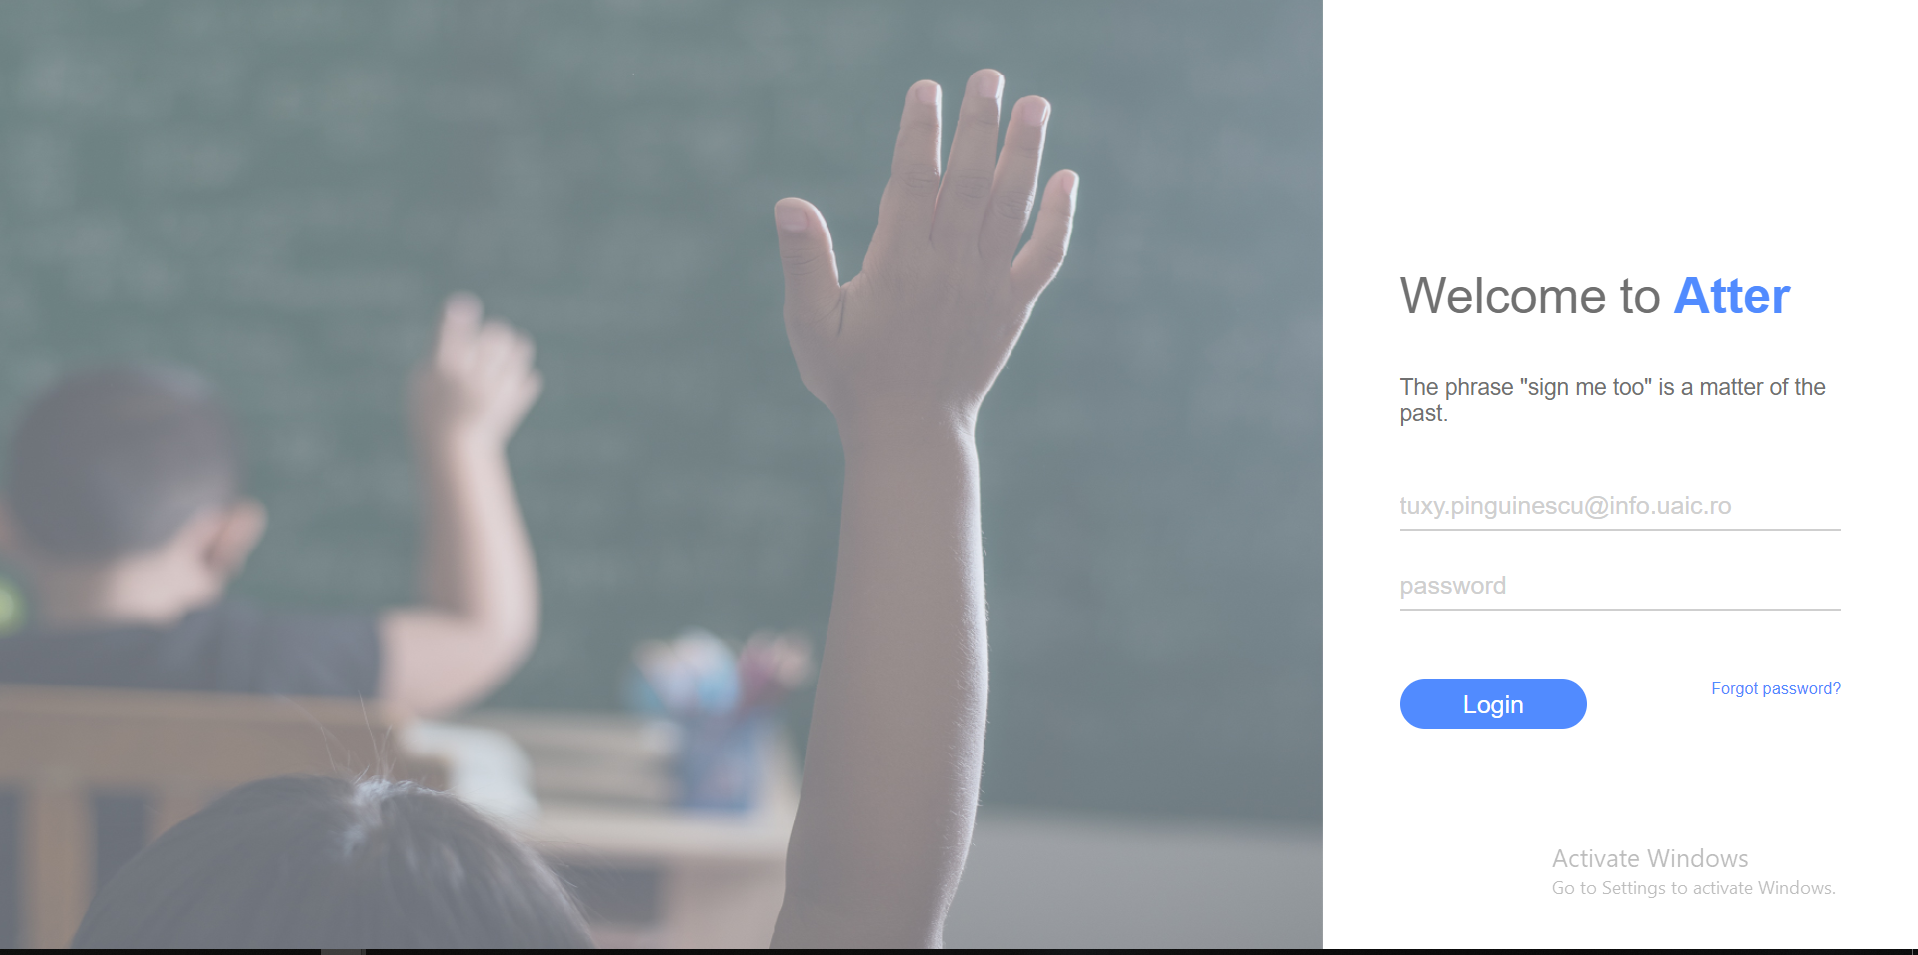 Welcome to Atter
The phrase "sign me too" is a matter of the
past.
tuxy.pinguinescu@info.uaic.ro
password
Login
Forgot password?
Activate Windows
Go to Settings to activate Windows.